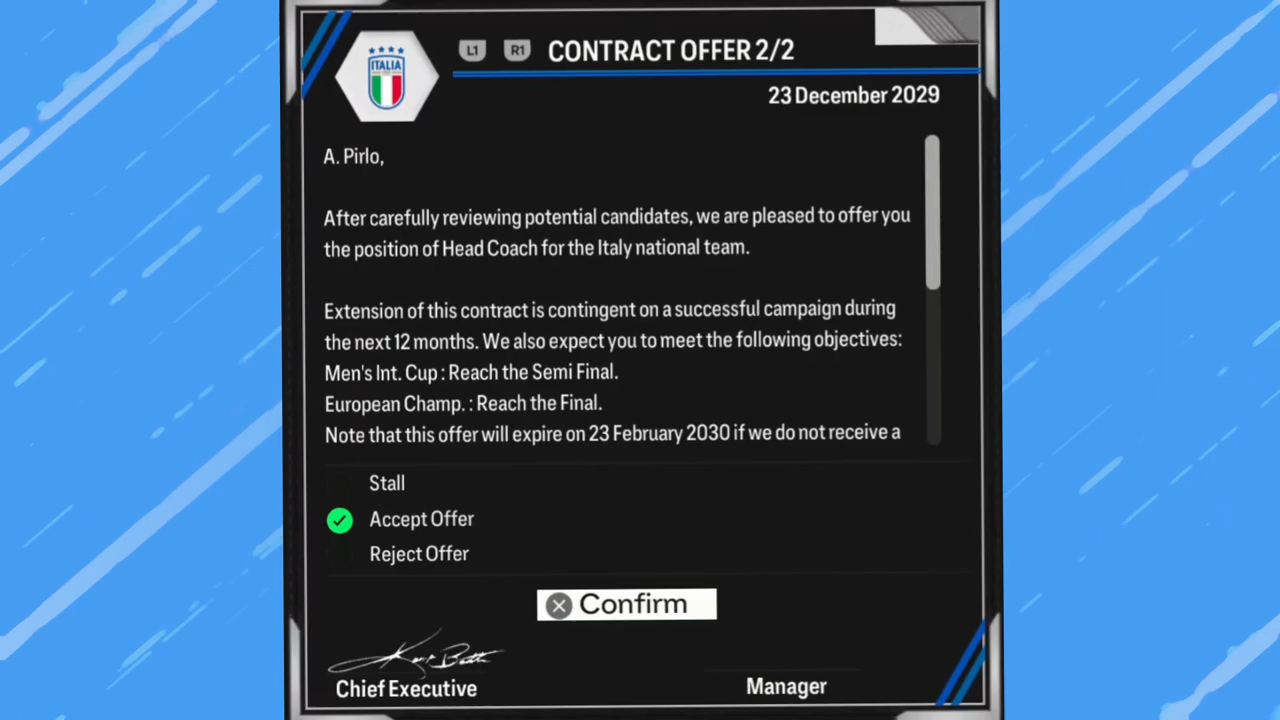 ITALIA
L1 R1 CONTRACT OFFER 2/2
23 December 2029
A. Pirlo,
After carefully reviewing potential candidates, we are pleased to offer you
the position of Head Coach for the Italy national team.
Extension of this contract is contingent on a successful campaign during
the next 12 months. We also expect you to meet the following objectives:
Men's Int. Cup : Reach the Semi Final.
European Champ. : Reach the Final.
Note that this offer will expire on 23 February 2030 if we do not receive a
Stall
Accept Offer
Reject Offer
Confirm
Chief Executive
Manager